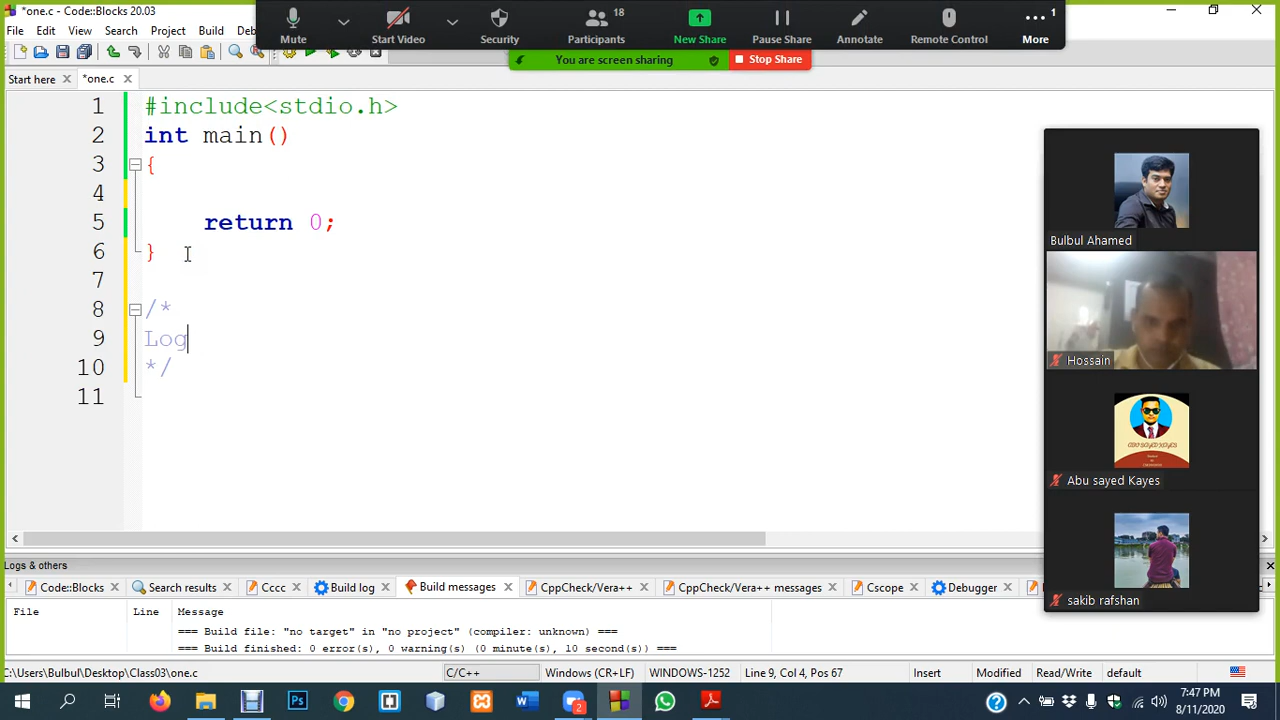 *one.c - Code::Blocks 20.03
File Edit View Search Project Build
Mute Start Video Security Participants 18 New Share Pause Share Annotate Remote Control More 1
You are screen sharing Stop Share
Start here *one.c
1 #include<stdio.h>
2 int main()
3 {
4
5 return 0;
6 }
7
8 /*
9 Log
10 */
11
Bulbul Ahamed
Hossain
Abu sayed Kayes
sakib rafshan
Logs & others
Code::Blocks Search results Cccc Build log Build messages CppCheck/Vera++ CppCheck/Vera++ messages Cscope Debugger
File Line Message
=== Build file: "no target" in "no project" (compiler: unknown) ===
=== Build finished: 0 error(s), 0 warning(s) (0 minute(s), 10 second(s)) ===
C:\Users\Bulbul\Desktop\Class03\one.c C/C++ Windows (CR+LF) WINDOWS-1252 Line 9, Col 4, Pos 67 Insert Modified Read/Write default
7:47 PM
8/11/2020